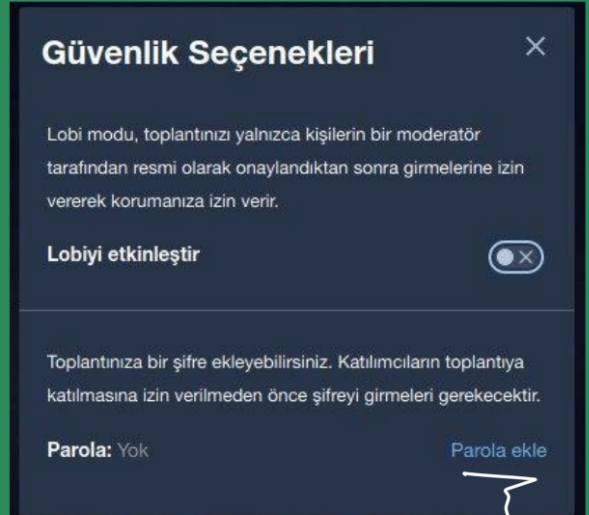 Güvenlik Seçenekleri
Lobi modu, toplantınızı yalnızca kişilerin bir moderatör
tarafından resmi olarak onaylandıktan sonra girmelerine izin
vererek korumanıza izin verir.
Lobiyi etkinleştir
Toplantınıza bir şifre ekleyebilirsiniz. Katılımcıların toplantıya
katılmasına izin verilmeden önce şifreyi girmeleri gerekecektir.
Parola: Yok
Parola ekle